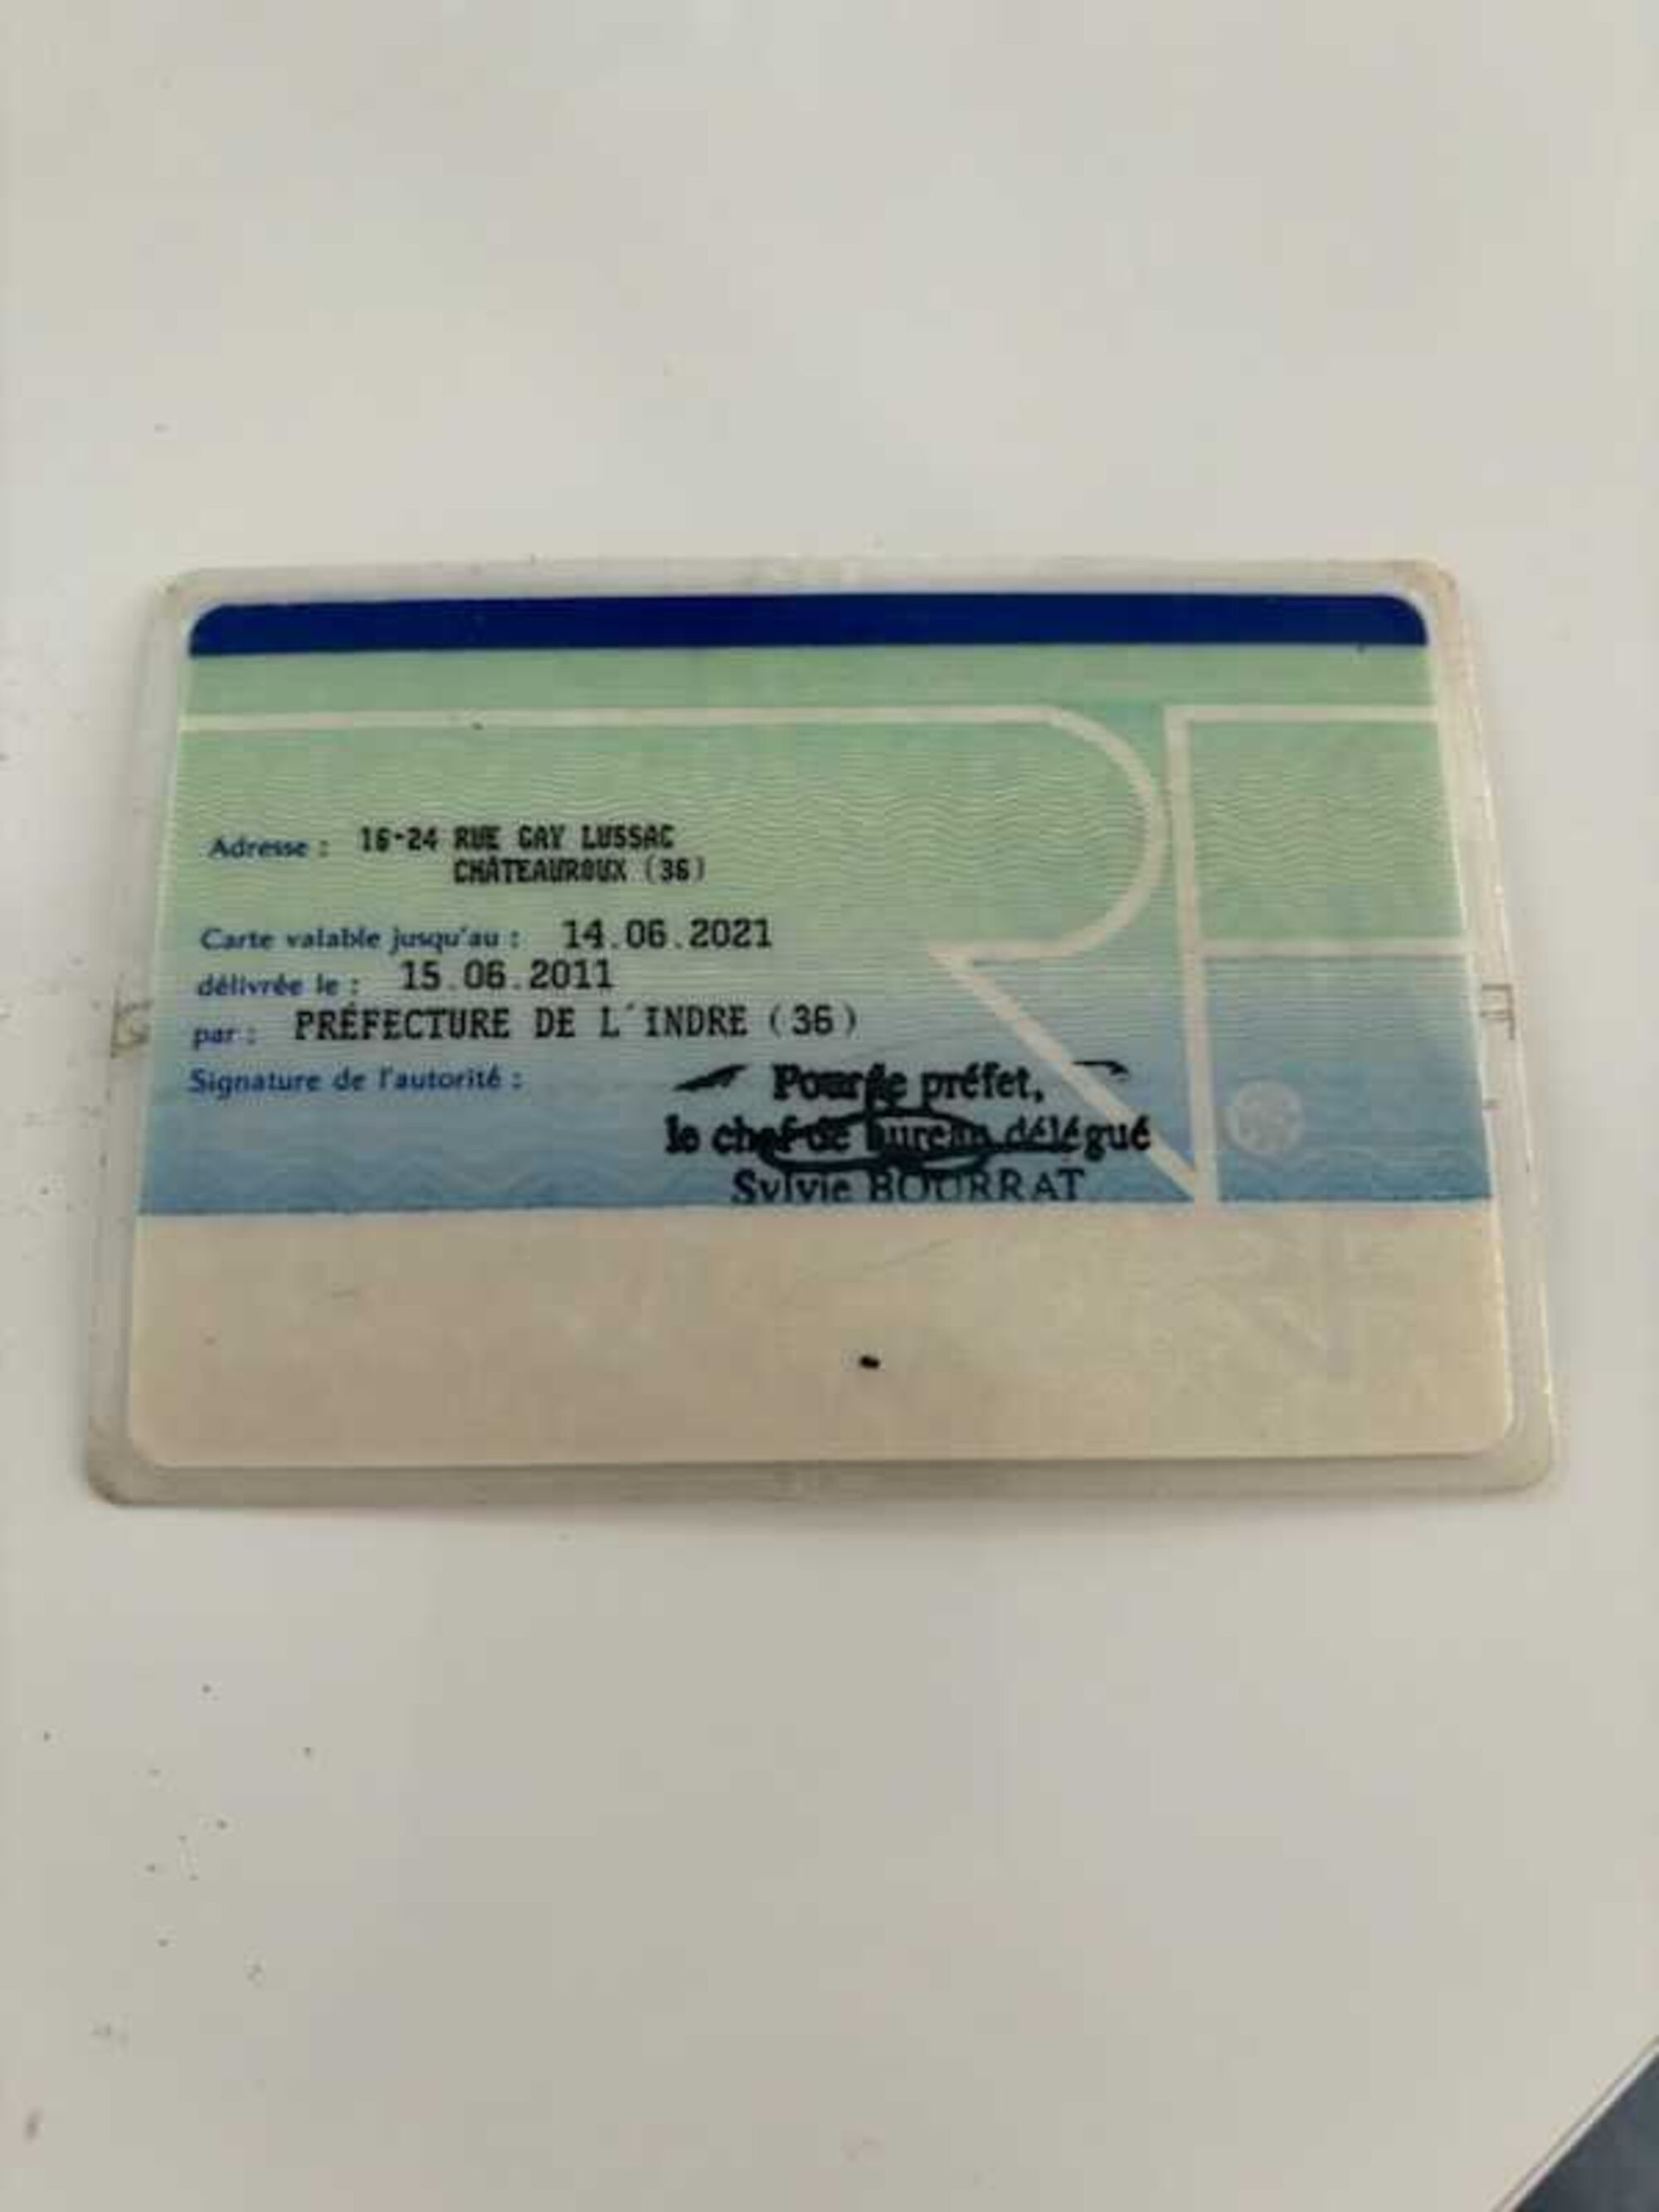 Adresse : 16-24 RUE GAY LUSSAC
CHÂTEAUROUX (36)
Carte valable jusqu'au : 14.06.2021
délivrée le : 15.06.2011
par : PRÉFECTURE DE L'INDRE (36)
Signature de l'autorité :
Pour le préfet,
le chef de bureau délégué
Sylvie BOURRAT
RF